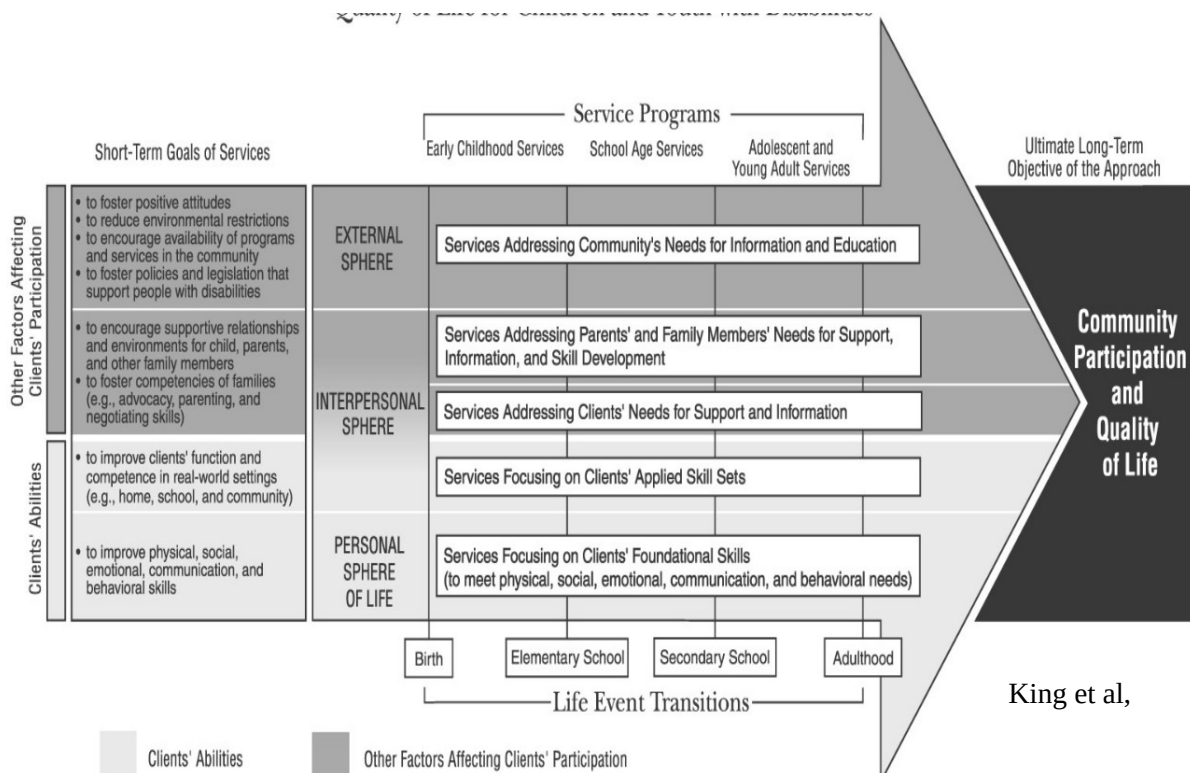 Quality of Life for Children and Youth with Disabilities
Service Programs
Short-Term Goals of Services
Early Childhood Services
School Age Services
Adolescent and
Young Adult Services
Ultimate Long-Term
Objective of the Approach
Other Factors Affecting
Clients' Participation
• to foster positive attitudes
• to reduce environmental restrictions
• to encourage availability of programs
and services in the community
• to foster policies and legislation that
support people with disabilities
EXTERNAL
SPHERE
Services Addressing Community's Needs for Information and Education
• to encourage supportive relationships
and environments for child, parents,
and other family members
• to foster competencies of families
(e.g., advocacy, parenting, and
negotiating skills)
INTERPERSONAL
SPHERE
Services Addressing Parents' and Family Members' Needs for Support,
Information, and Skill Development
Services Addressing Clients' Needs for Support and Information
Clients' Abilities
• to improve clients' function and
competence in real-world settings
(e.g., home, school, and community)
Services Focusing on Clients' Applied Skill Sets
• to improve physical, social,
emotional, communication, and
behavioral skills
PERSONAL
SPHERE
OF LIFE
Services Focusing on Clients' Foundational Skills
(to meet physical, social, emotional, communication, and behavioral needs)
Community
Participation
and
Quality
of Life
Birth
Elementary School
Secondary School
Adulthood
Life Event Transitions
King et al,
Clients' Abilities
Other Factors Affecting Clients' Participation